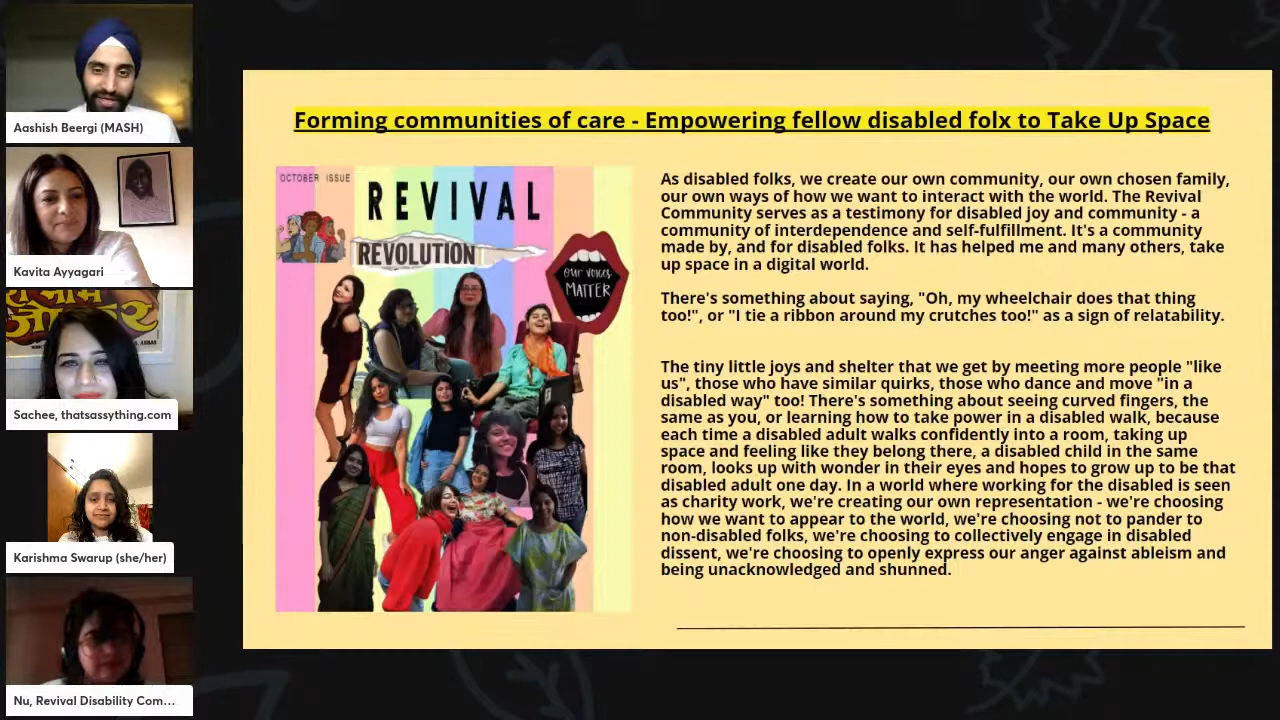 Aashish Beergi (MASH)
Kavita Ayyagari
Sachee, thatsassything.com
Karishma Swarup (she/her)
Nu, Revival Disability Com...
Forming communities of care - Empowering fellow disabled folx to Take Up Space
OCTOBER ISSUE
REVIVAL
REVOLUTION
OUR VOICES
MATTER
As disabled folks, we create our own community, our own chosen family,
our own ways of how we want to interact with the world. The Revival
Community serves as a testimony for disabled joy and community - a
community of interdependence and self-fulfillment. It's a community
made by, and for disabled folks. It has helped me and many others, take
up space in a digital world.
There's something about saying, "Oh, my wheelchair does that thing
too!", or "I tie a ribbon around my crutches too!" as a sign of relatability.
The tiny little joys and shelter that we get by meeting more people "like
us", those who have similar quirks, those who dance and move "in a
disabled way" too! There's something about seeing curved fingers, the
same as you, or learning how to take power in a disabled walk, because
each time a disabled adult walks confidently into a room, taking up
space and feeling like they belong there, a disabled child in the same
room, looks up with wonder in their eyes and hopes to grow up to be that
disabled adult one day. In a world where working for the disabled is seen
as charity work, we're creating our own representation - we're choosing
how we want to appear to the world, we're choosing not to pander to
non-disabled folks, we're choosing to collectively engage in disabled
dissent, we're choosing to openly express our anger against ableism and
being unacknowledged and shunned.